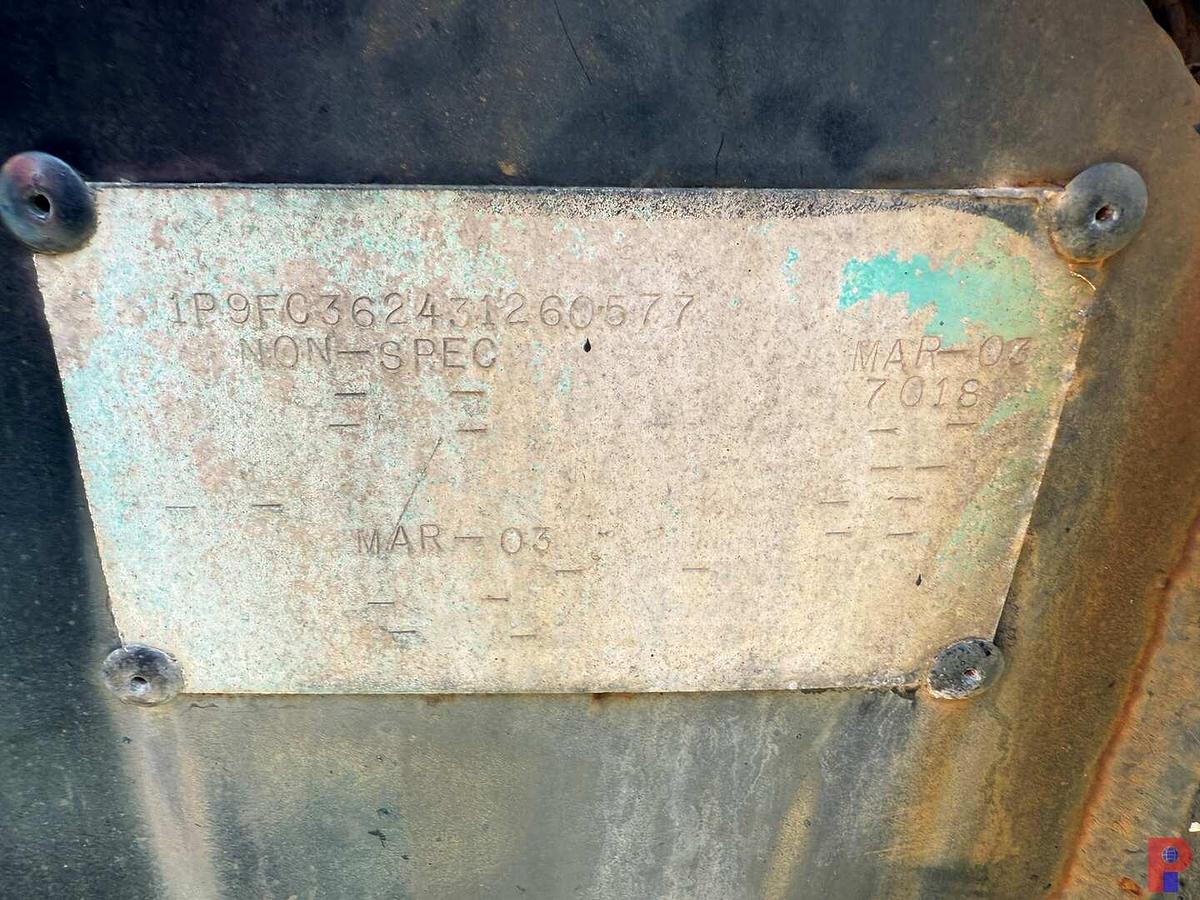 1P9FC362431260577
NON-SPEC MAR-03
— — 7018
— — — —
— —
— — — —
MAR-03 — —
— —
— —
— —